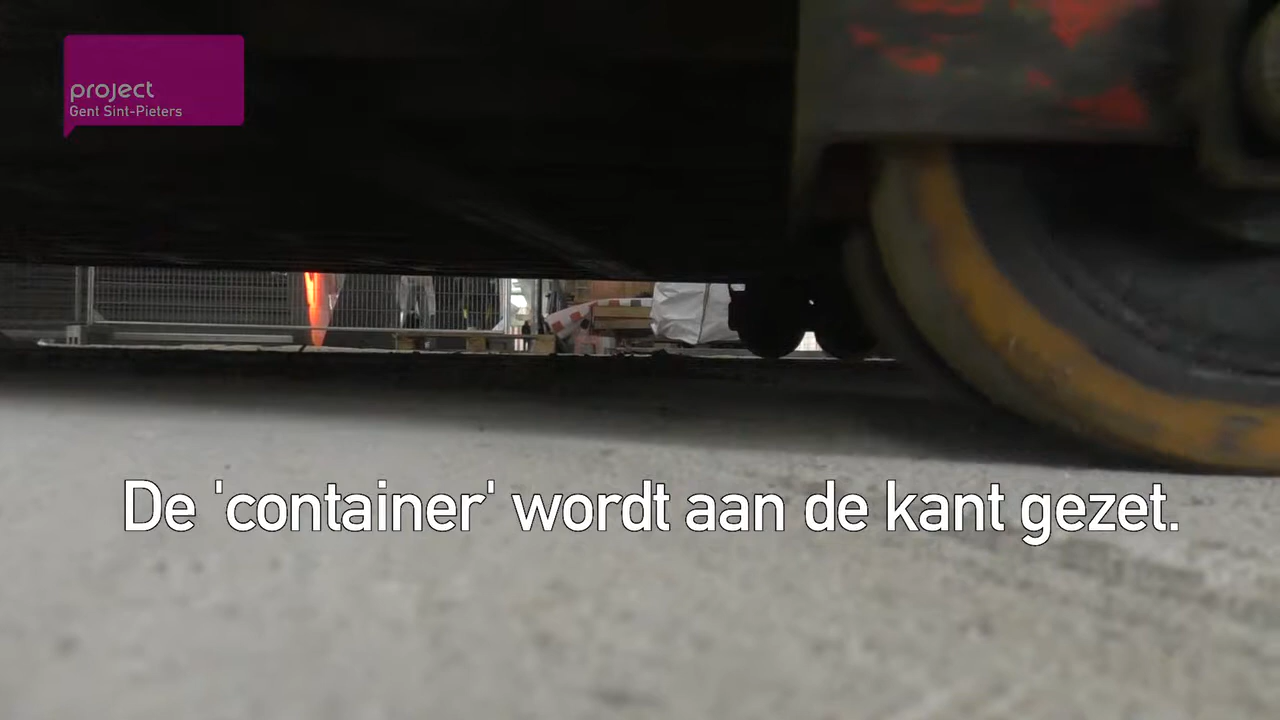 project
Gent Sint-Pieters
De 'container' wordt aan de kant gezet.